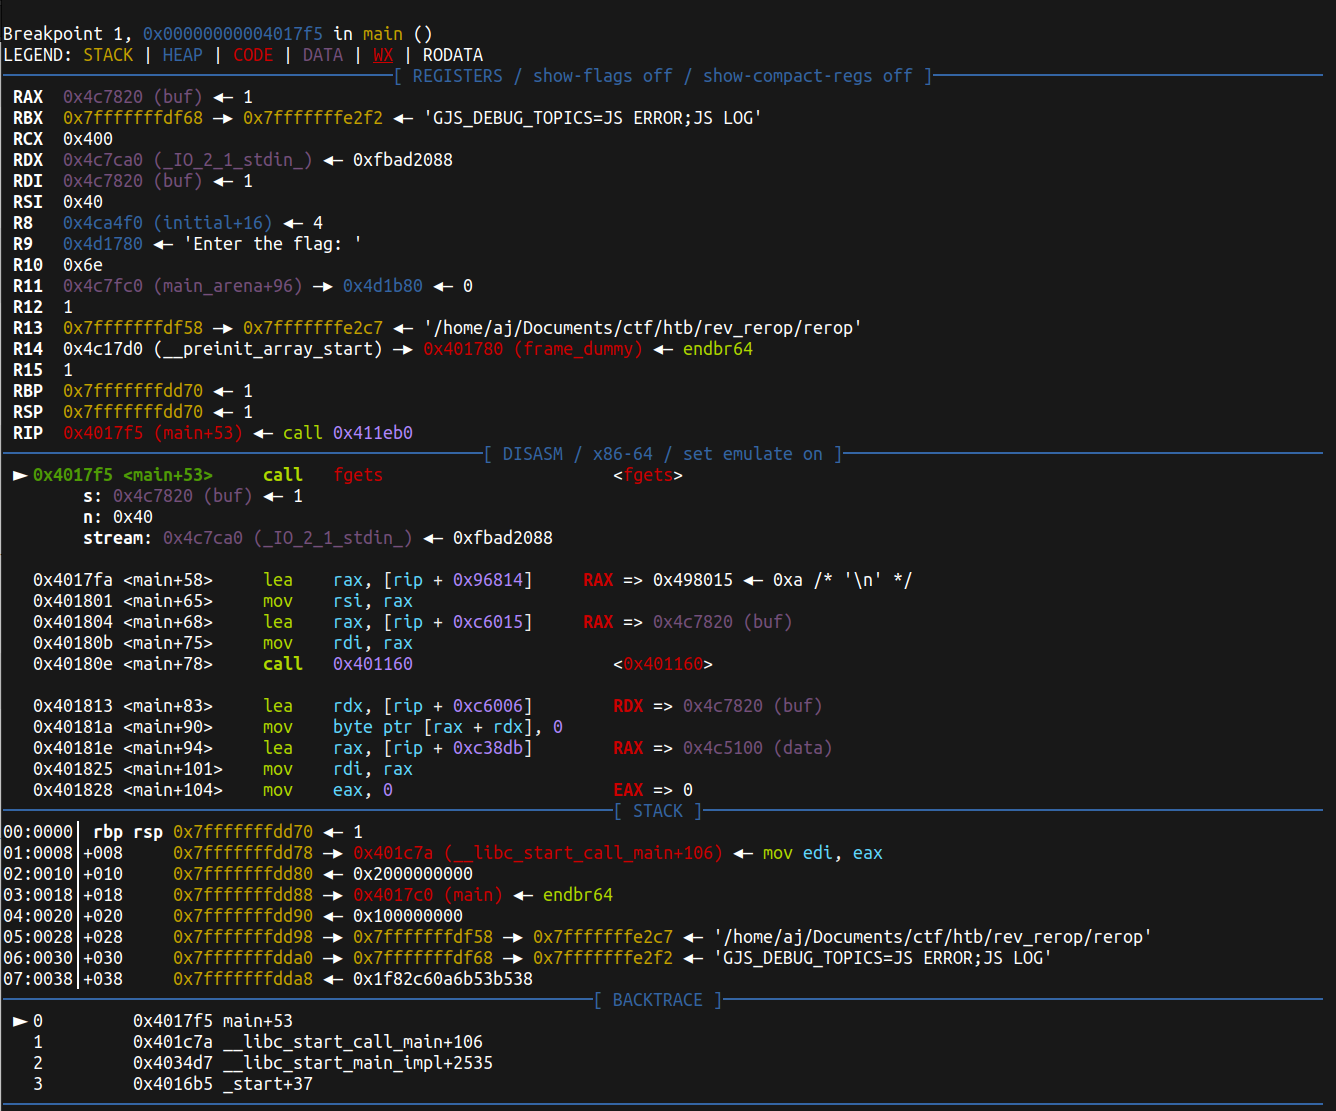 Breakpoint 1, 0x00000000004017f5 in main ()
LEGEND: STACK | HEAP | CODE | DATA | WX | RODATA
[ REGISTERS / show-flags off / show-compact-regs off ]
RAX  0x4c7820 (buf) ◂— 1
RBX  0x7fffffffdf68 —▸ 0x7fffffffe2f2 ◂— 'GJS_DEBUG_TOPICS=JS ERROR;JS LOG'
RCX  0x400
RDX  0x4c7ca0 (_IO_2_1_stdin_) ◂— 0xfbad2088
RDI  0x4c7820 (buf) ◂— 1
RSI  0x40
R8   0x4ca4f0 (initial+16) ◂— 4
R9   0x4d1780 ◂— 'Enter the flag: '
R10  0x6e
R11  0x4c7fc0 (main_arena+96) —▸ 0x4d1b80 ◂— 0
R12  1
R13  0x7fffffffdf58 —▸ 0x7fffffffe2c7 ◂— '/home/aj/Documents/ctf/htb/rev_rerop/rerop'
R14  0x4c17d0 (__preinit_array_start) —▸ 0x401780 (frame_dummy) ◂— endbr64
R15  1
RBP  0x7fffffffdd70 ◂— 1
RSP  0x7fffffffdd70 ◂— 1
RIP  0x4017f5 (main+53) ◂— call 0x411eb0
[ DISASM / x86-64 / set emulate on ]
► 0x4017f5 <main+53>     call   fgets                       <fgets>
s: 0x4c7820 (buf) ◂— 1
n: 0x40
stream: 0x4c7ca0 (_IO_2_1_stdin_) ◂— 0xfbad2088
0x4017fa <main+58>     lea    rax, [rip + 0x96814]     RAX => 0x498015 ◂— 0xa /* '\n' */
0x401801 <main+65>     mov    rsi, rax
0x401804 <main+68>     lea    rax, [rip + 0xc6015]     RAX => 0x4c7820 (buf)
0x40180b <main+75>     mov    rdi, rax
0x40180e <main+78>     call   0x401160                    <0x401160>
0x401813 <main+83>     lea    rdx, [rip + 0xc6006]        RDX => 0x4c7820 (buf)
0x40181a <main+90>     mov    byte ptr [rax + rdx], 0
0x40181e <main+94>     lea    rax, [rip + 0xc38db]        RAX => 0x4c5100 (data)
0x401825 <main+101>    mov    rdi, rax
0x401828 <main+104>    mov    eax, 0                      EAX => 0
[ STACK ]
00:0000│ rbp rsp 0x7fffffffdd70 ◂— 1
01:0008│+008     0x7fffffffdd78 —▸ 0x401c7a (__libc_start_call_main+106) ◂— mov edi, eax
02:0010│+010     0x7fffffffdd80 ◂— 0x2000000000
03:0018│+018     0x7fffffffdd88 —▸ 0x4017c0 (main) ◂— endbr64
04:0020│+020     0x7fffffffdd90 ◂— 0x100000000
05:0028│+028     0x7fffffffdd98 —▸ 0x7fffffffdf58 —▸ 0x7fffffffe2c7 ◂— '/home/aj/Documents/ctf/htb/rev_rerop/rerop'
06:0030│+030     0x7fffffffdda0 —▸ 0x7fffffffdf68 —▸ 0x7fffffffe2f2 ◂— 'GJS_DEBUG_TOPICS=JS ERROR;JS LOG'
07:0038│+038     0x7fffffffdda8 ◂— 0x1f82c60a6b53b538
[ BACKTRACE ]
► 0         0x4017f5 main+53
1         0x401c7a __libc_start_call_main+106
2         0x4034d7 __libc_start_main_impl+2535
3         0x4016b5 _start+37